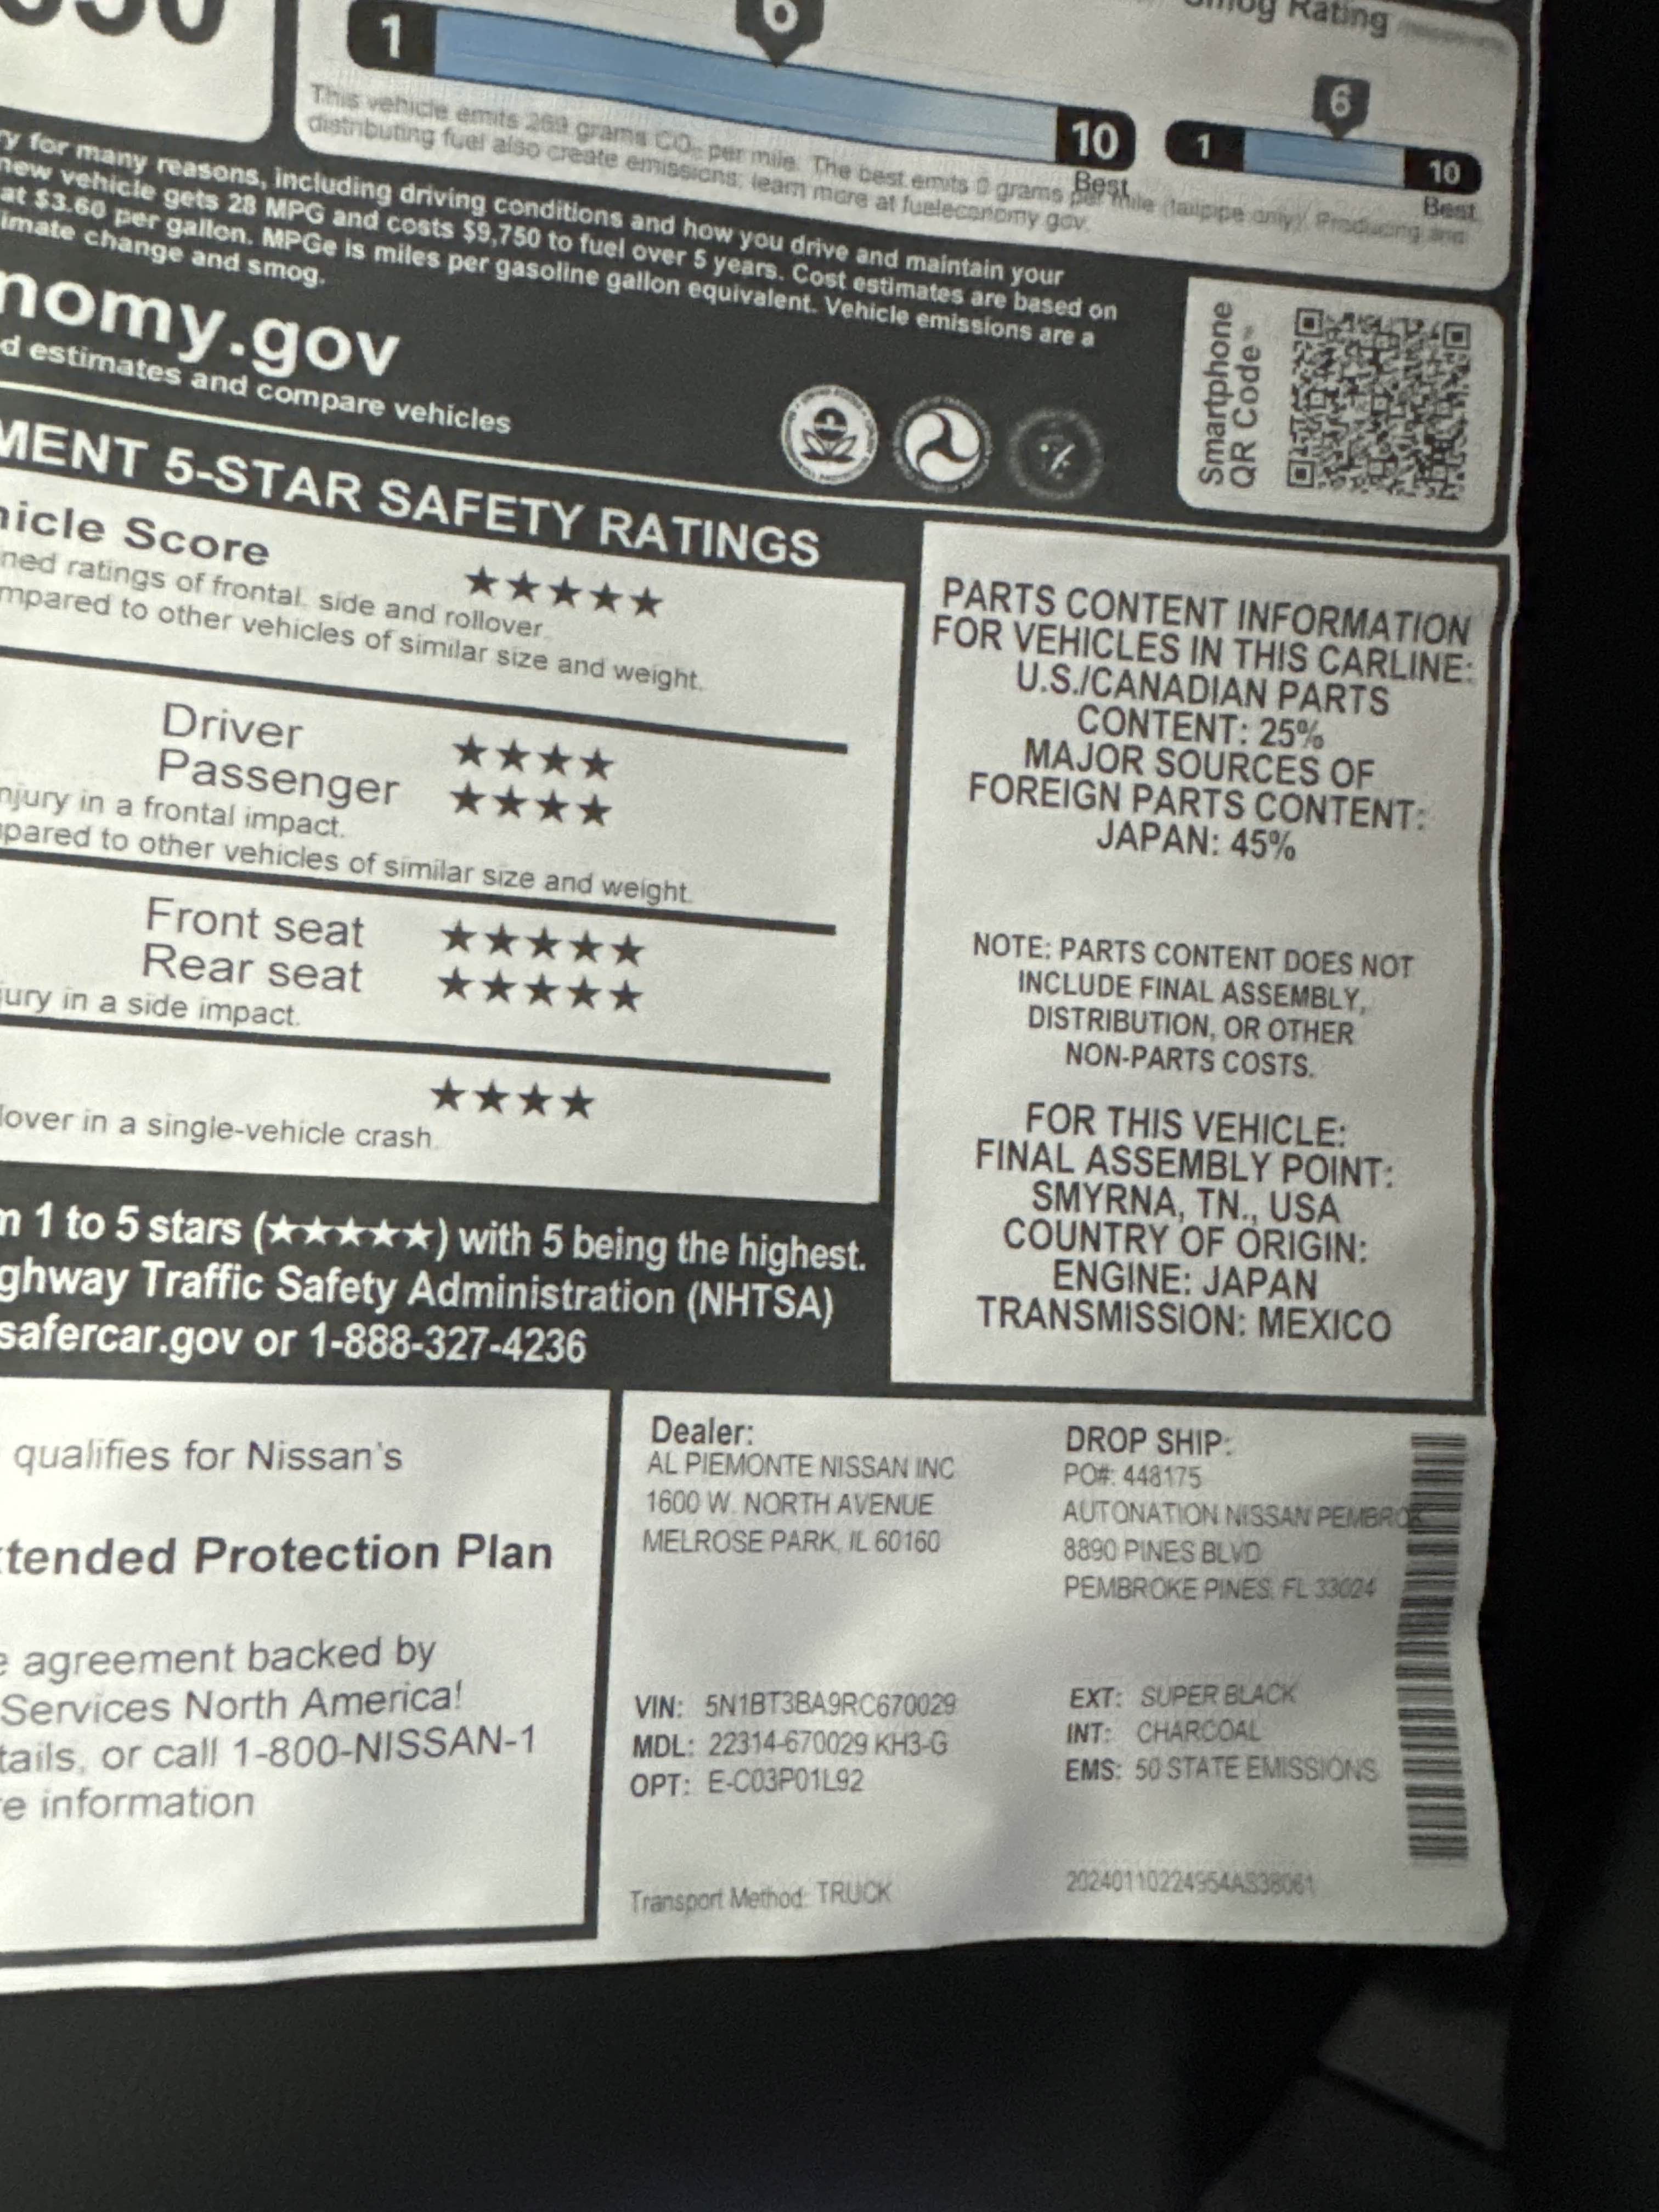 Smog Rating
1
6
10
Best
1
6
10
Best
This vehicle emits 269 grams CO₂ per mile. The best emits 0 grams per mile (tailpipe only). Producing and
distributing fuel also create emissions; learn more at fueleconomy.gov.
y for many reasons, including driving conditions and how you drive and maintain your
new vehicle gets 28 MPG and costs $9,750 to fuel over 5 years. Cost estimates are based on
at $3.60 per gallon. MPGe is miles per gasoline gallon equivalent. Vehicle emissions are a
imate change and smog.
nomy.gov
d estimates and compare vehicles
Smartphone
QR Code™
MENT 5-STAR SAFETY RATINGS
hicle Score ★★★★★
ned ratings of frontal, side and rollover.
mpared to other vehicles of similar size and weight.
Driver ★★★★
Passenger ★★★★
njury in a frontal impact.
pared to other vehicles of similar size and weight.
Front seat ★★★★★
Rear seat ★★★★★
jury in a side impact.
★★★★
lover in a single-vehicle crash.
m 1 to 5 stars (★★★★★) with 5 being the highest.
ghway Traffic Safety Administration (NHTSA)
safercar.gov or 1-888-327-4236
PARTS CONTENT INFORMATION
FOR VEHICLES IN THIS CARLINE:
U.S./CANADIAN PARTS
CONTENT: 25%
MAJOR SOURCES OF
FOREIGN PARTS CONTENT:
JAPAN: 45%
NOTE: PARTS CONTENT DOES NOT
INCLUDE FINAL ASSEMBLY,
DISTRIBUTION, OR OTHER
NON-PARTS COSTS.
FOR THIS VEHICLE:
FINAL ASSEMBLY POINT:
SMYRNA, TN., USA
COUNTRY OF ORIGIN:
ENGINE: JAPAN
TRANSMISSION: MEXICO
qualifies for Nissan's
tended Protection Plan
e agreement backed by
Services North America!
tails, or call 1-800-NISSAN-1
e information
Dealer:
AL PIEMONTE NISSAN INC
1600 W. NORTH AVENUE
MELROSE PARK, IL 60160
DROP SHIP:
PO#: 448175
AUTONATION NISSAN PEMBROK
8890 PINES BLVD
PEMBROKE PINES, FL 33024
VIN: 5N1BT3BA9RC670029
MDL: 22314-670029 KH3-G
OPT: E-C03P01L92
EXT: SUPER BLACK
INT: CHARCOAL
EMS: 50 STATE EMISSIONS
Transport Method: TRUCK
20240110224954AS38061